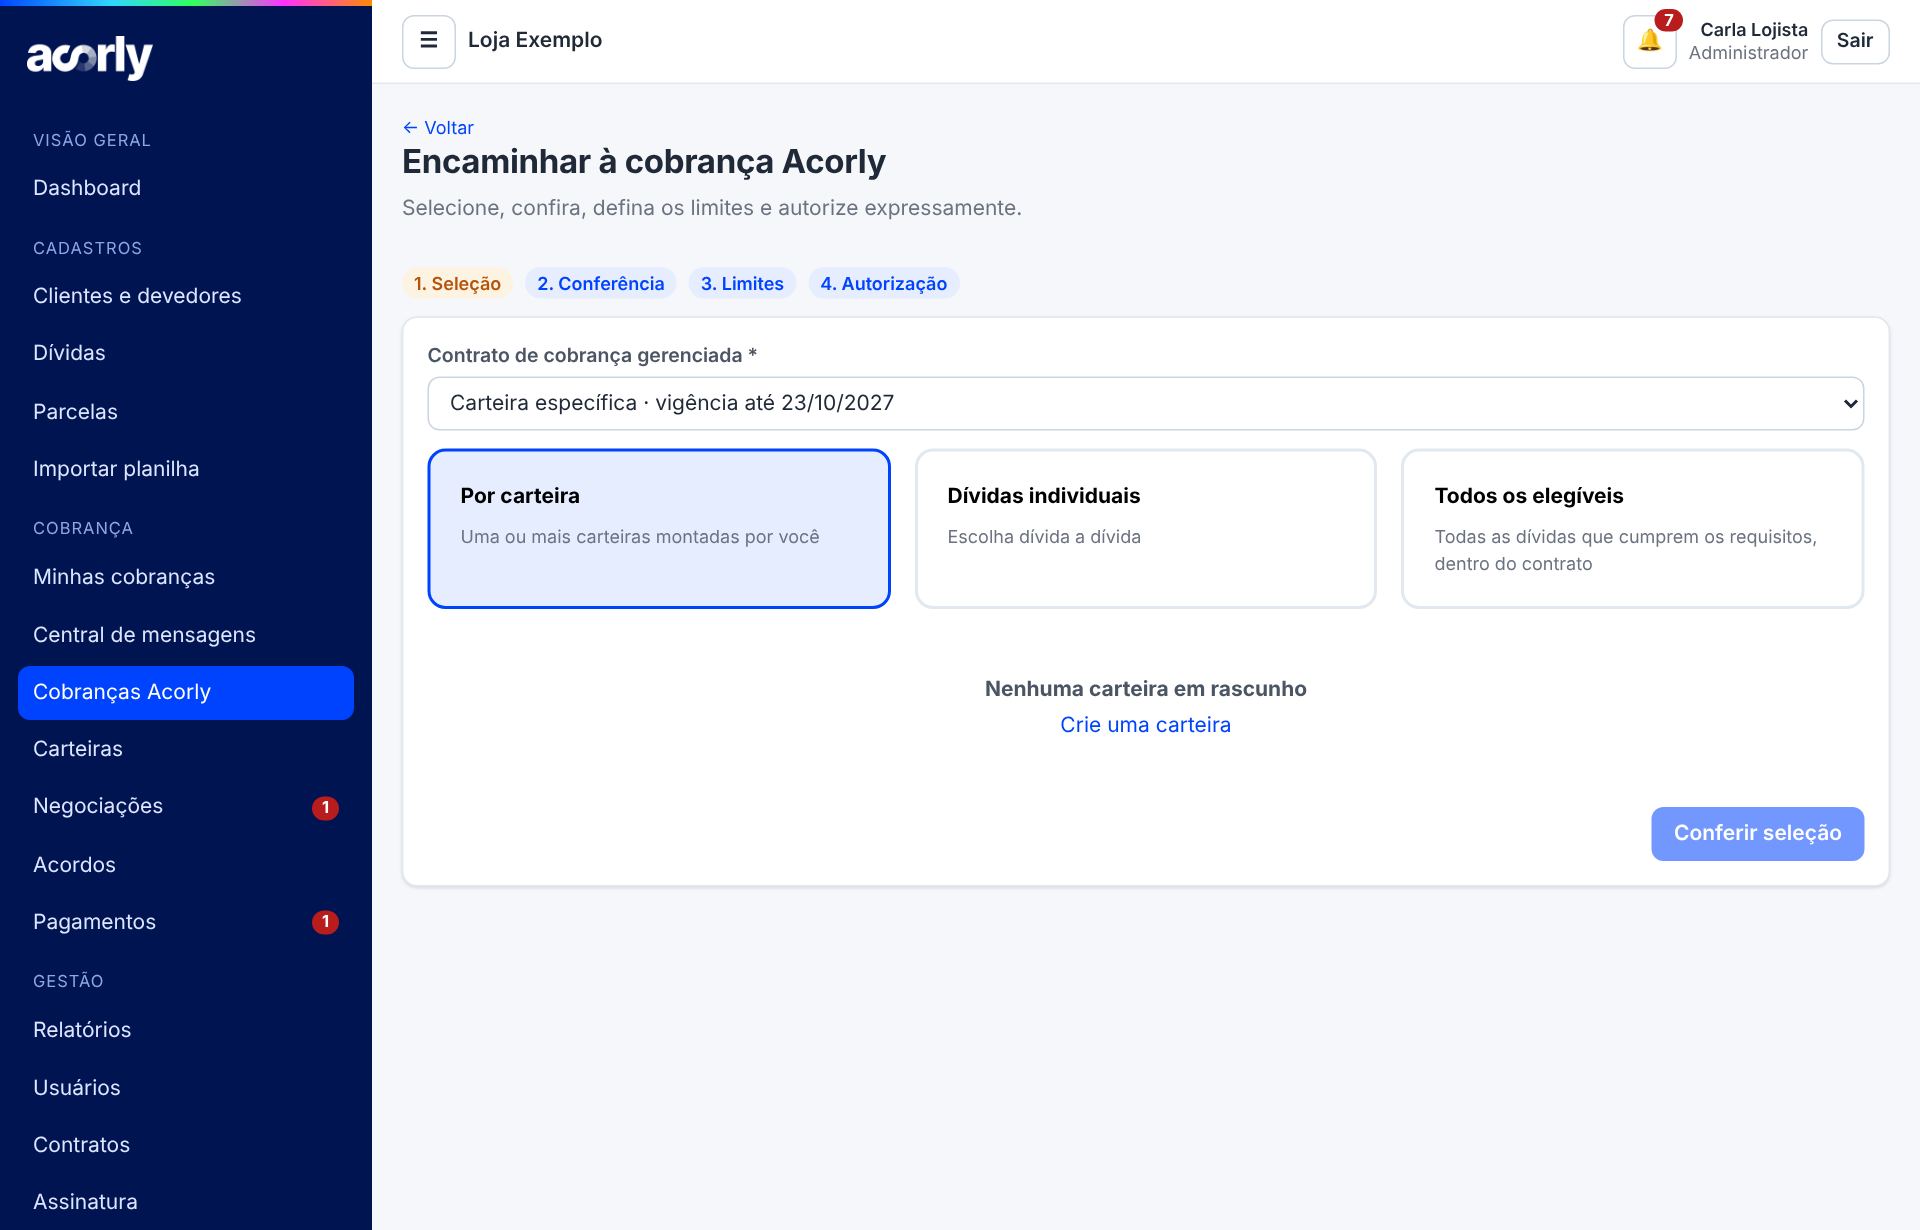 acorly
VISÃO GERAL
Dashboard
CADASTROS
Clientes e devedores
Dívidas
Parcelas
Importar planilha
COBRANÇA
Minhas cobranças
Central de mensagens
Cobranças Acorly
Carteiras
Negociações 1
Acordos
Pagamentos 1
GESTÃO
Relatórios
Usuários
Contratos
Assinatura
☰ Loja Exemplo
7
Carla Lojista
Administrador
Sair
← Voltar
Encaminhar à cobrança Acorly
Selecione, confira, defina os limites e autorize expressamente.
1. Seleção 2. Conferência 3. Limites 4. Autorização
Contrato de cobrança gerenciada *
Carteira específica · vigência até 23/10/2027
Por carteira
Uma ou mais carteiras montadas por você
Dívidas individuais
Escolha dívida a dívida
Todos os elegíveis
Todas as dívidas que cumprem os requisitos,
dentro do contrato
Nenhuma carteira em rascunho
Crie uma carteira
Conferir seleção